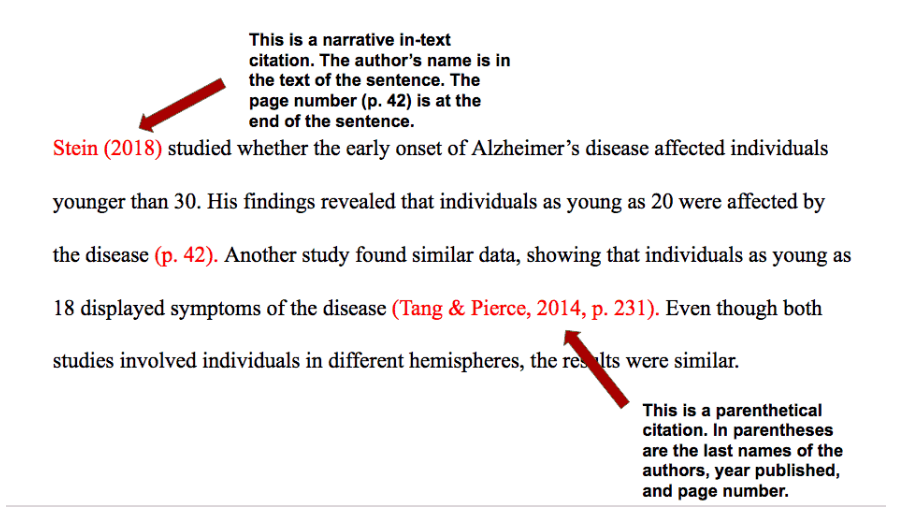 This is a narrative in-text
citation. The author's name is in
the text of the sentence. The
page number (p. 42) is at the
end of the sentence.
Stein (2018) studied whether the early onset of Alzheimer's disease affected individuals
younger than 30. His findings revealed that individuals as young as 20 were affected by
the disease (p. 42). Another study found similar data, showing that individuals as young as
18 displayed symptoms of the disease (Tang & Pierce, 2014, p. 231). Even though both
studies involved individuals in different hemispheres, the results were similar.
This is a parenthetical
citation. In parentheses
are the last names of the
authors, year published,
and page number.